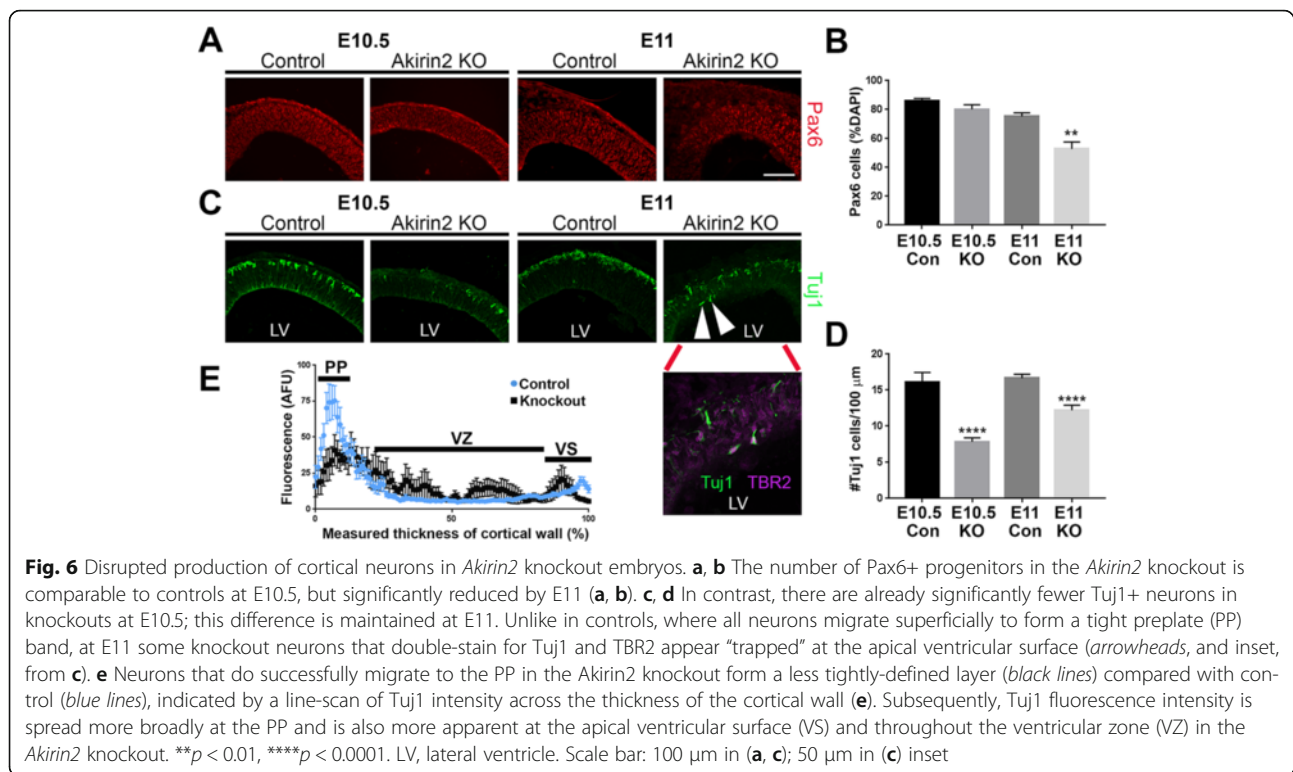 A
E10.5 E11
Control Akirin2 KO Control Akirin2 KO
Pax6
B
Pax6 cells (%DAPI)
100
80
60
40
20
0
**
E10.5 Con
E10.5 KO
E11 Con
E11 KO
C
E10.5 E11
Control Akirin2 KO Control Akirin2 KO
LV LV LV LV
Tuj1
Tuj1 TBR2
LV
D
#Tuj1 cells/100 µm
20
15
10
5
0
****
****
E10.5 Con
E10.5 KO
E11 Con
E11 KO
E
Fluorescence (AFU)
100
75
50
25
0
PP
Control
Knockout
VZ
VS
0 50 100
Measured thickness of cortical wall (%)
Fig. 6 Disrupted production of cortical neurons in Akirin2 knockout embryos. a, b The number of Pax6+ progenitors in the Akirin2 knockout is
comparable to controls at E10.5, but significantly reduced by E11 (a, b). c, d In contrast, there are already significantly fewer Tuj1+ neurons in
knockouts at E10.5; this difference is maintained at E11. Unlike in controls, where all neurons migrate superficially to form a tight preplate (PP)
band, at E11 some knockout neurons that double-stain for Tuj1 and TBR2 appear “trapped” at the apical ventricular surface (arrowheads, and inset,
from c). e Neurons that do successfully migrate to the PP in the Akirin2 knockout form a less tightly-defined layer (black lines) compared with con-
trol (blue lines), indicated by a line-scan of Tuj1 intensity across the thickness of the cortical wall (e). Subsequently, Tuj1 fluorescence intensity is
spread more broadly at the PP and is also more apparent at the apical ventricular surface (VS) and throughout the ventricular zone (VZ) in the
Akirin2 knockout. **p < 0.01, ****p < 0.0001. LV, lateral ventricle. Scale bar: 100 µm in (a, c); 50 µm in (c) inset